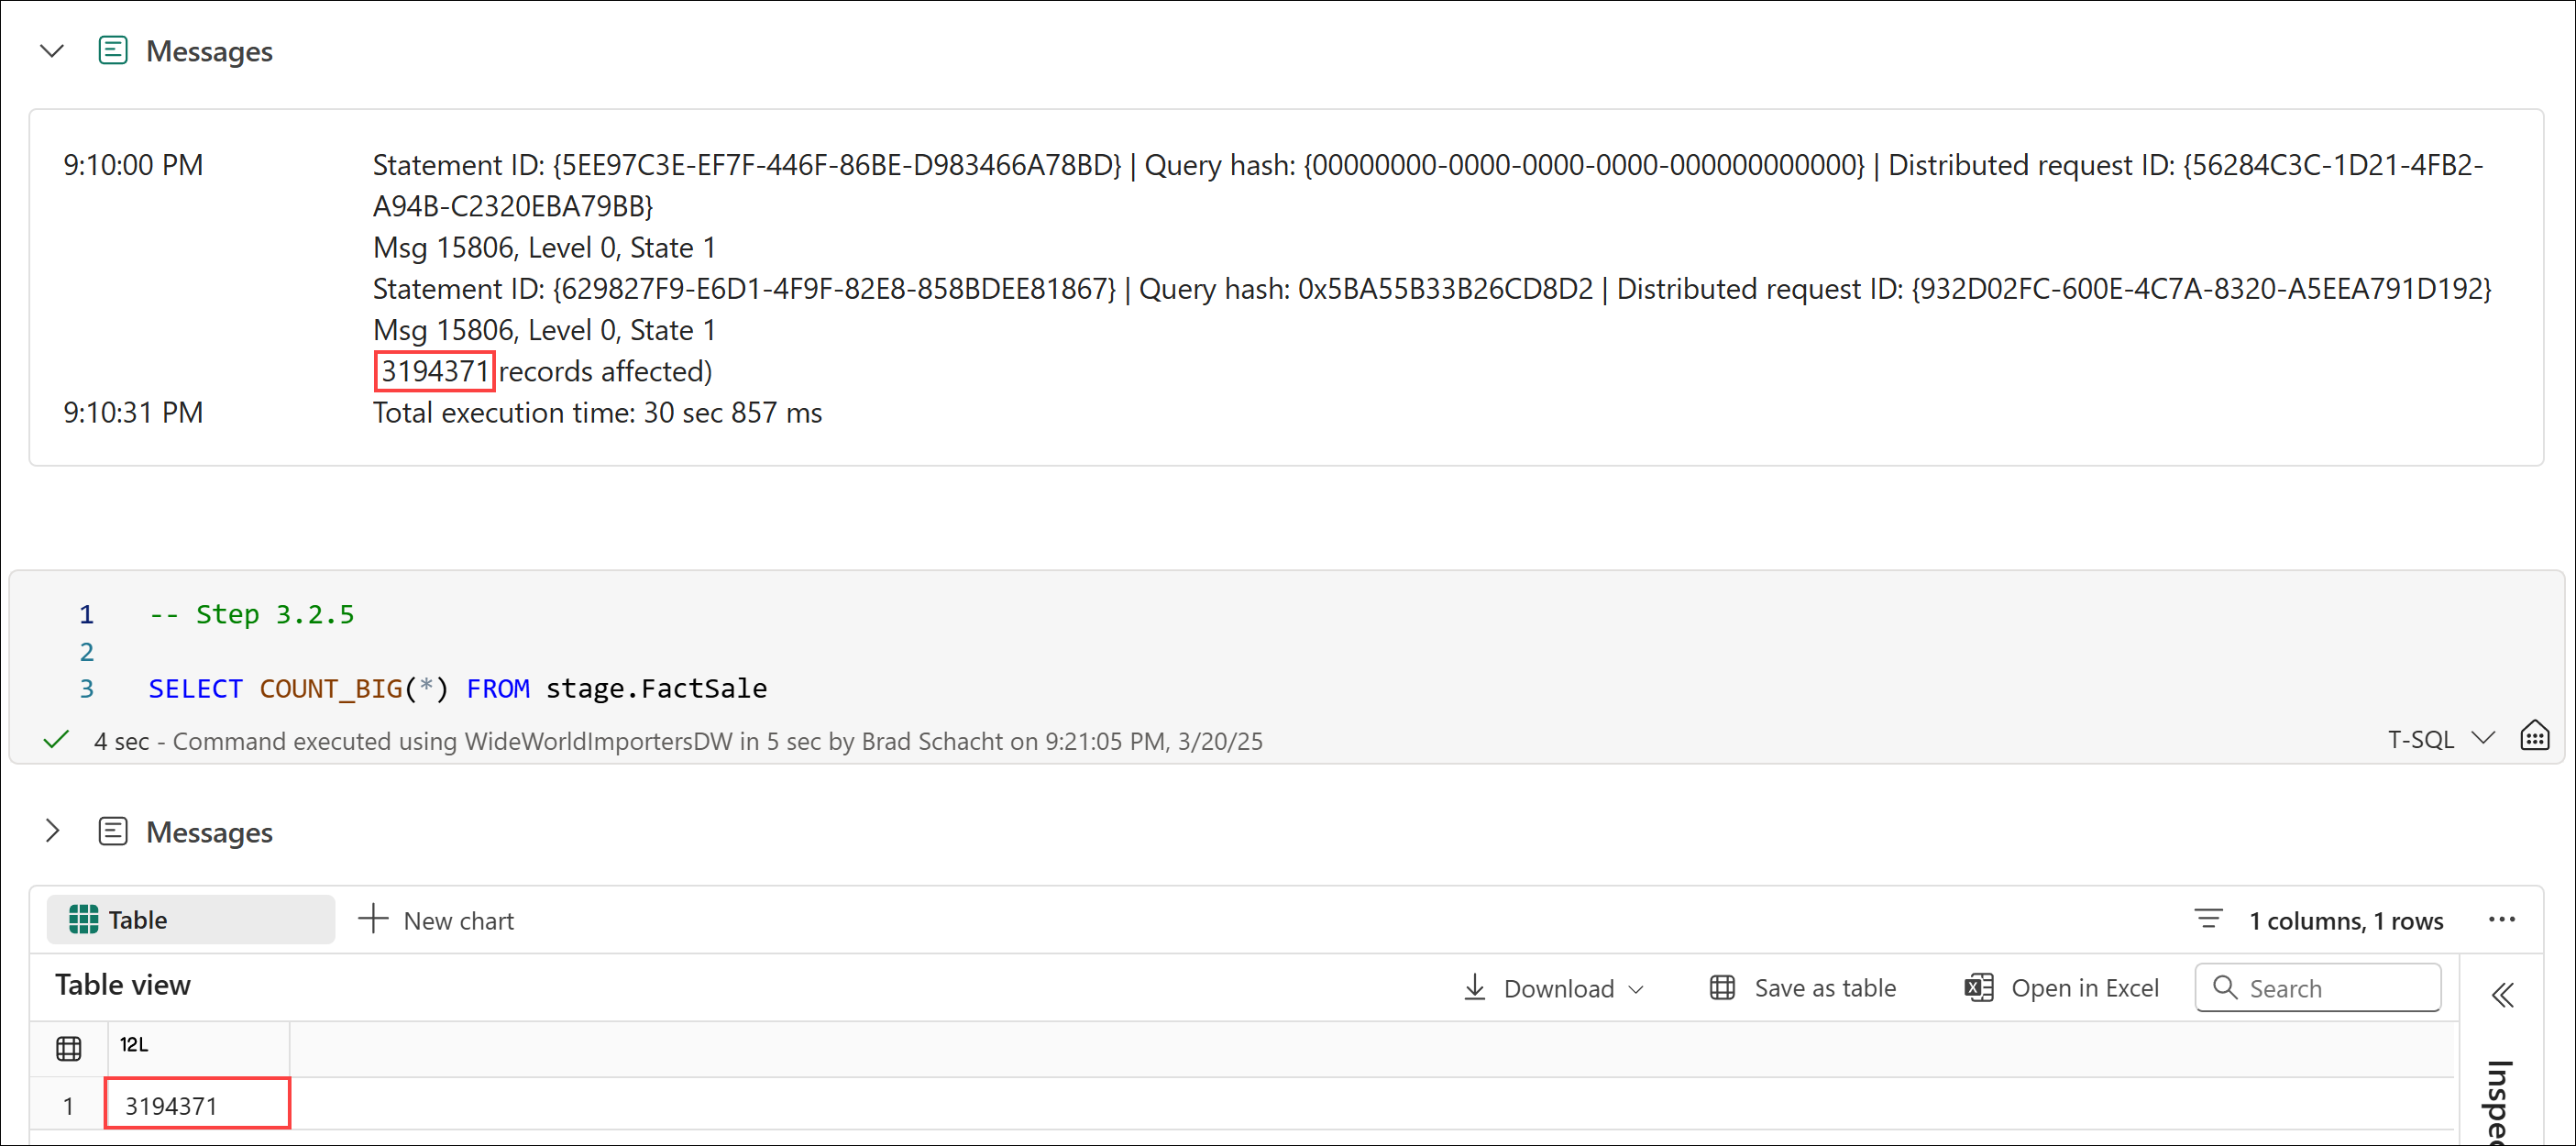 Messages
9:10:00 PM
Statement ID: {5EE97C3E-EF7F-446F-86BE-D983466A78BD} | Query hash: {00000000-0000-0000-0000-000000000000} | Distributed request ID: {56284C3C-1D21-4FB2-
A94B-C2320EBA79BB}
Msg 15806, Level 0, State 1
Statement ID: {629827F9-E6D1-4F9F-82E8-858BDEE81867} | Query hash: 0x5BA55B33B26CD8D2 | Distributed request ID: {932D02FC-600E-4C7A-8320-A5EEA791D192}
Msg 15806, Level 0, State 1
3194371 records affected)
9:10:31 PM Total execution time: 30 sec 857 ms
1 -- Step 3.2.5
2
3 SELECT COUNT_BIG(*) FROM stage.FactSale
4 sec - Command executed using WideWorldImportersDW in 5 sec by Brad Schacht on 9:21:05 PM, 3/20/25 T-SQL
Messages
Table New chart 1 columns, 1 rows
Table view Download Save as table Open in Excel Search
12L
1 3194371